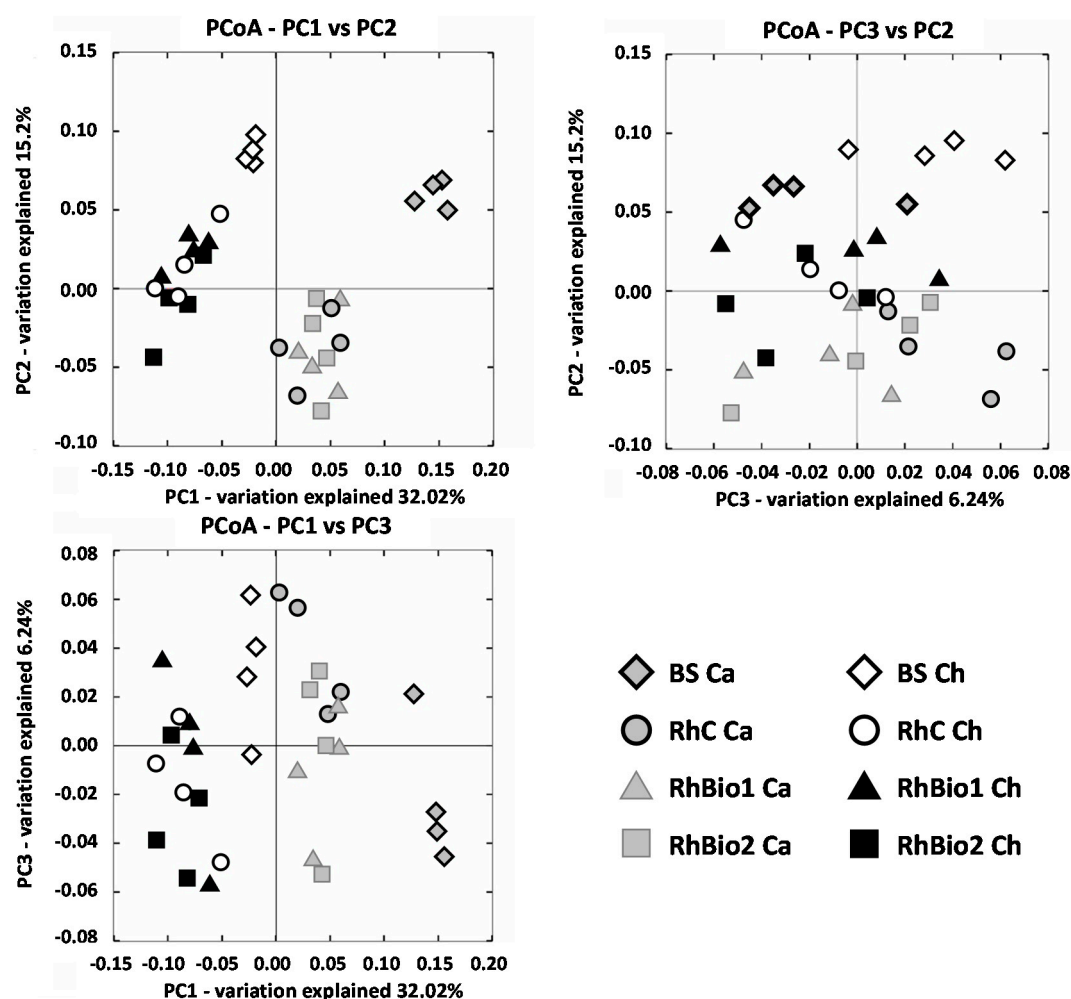 PCoA - PC1 vs PC2
PC2 - variation explained 15.2%
0.15
0.10
0.05
0.00
-0.05
-0.10
-0.15 -0.10 -0.05 0.00 0.05 0.10 0.15 0.20
PC1 - variation explained 32.02%
PCoA - PC3 vs PC2
PC2 - variation explained 15.2%
0.15
0.10
0.05
0.00
-0.05
-0.10
-0.08 -0.06 -0.04 -0.02 0.00 0.02 0.04 0.06 0.08
PC3 - variation explained 6.24%
PCoA - PC1 vs PC3
PC3 - variation explained 6.24%
0.08
0.06
0.04
0.02
0.00
-0.02
-0.04
-0.06
-0.08
-0.15 -0.10 -0.05 0.00 0.05 0.10 0.15 0.20
PC1 - variation explained 32.02%
BS Ca
BS Ch
RhC Ca
RhC Ch
RhBio1 Ca
RhBio1 Ch
RhBio2 Ca
RhBio2 Ch